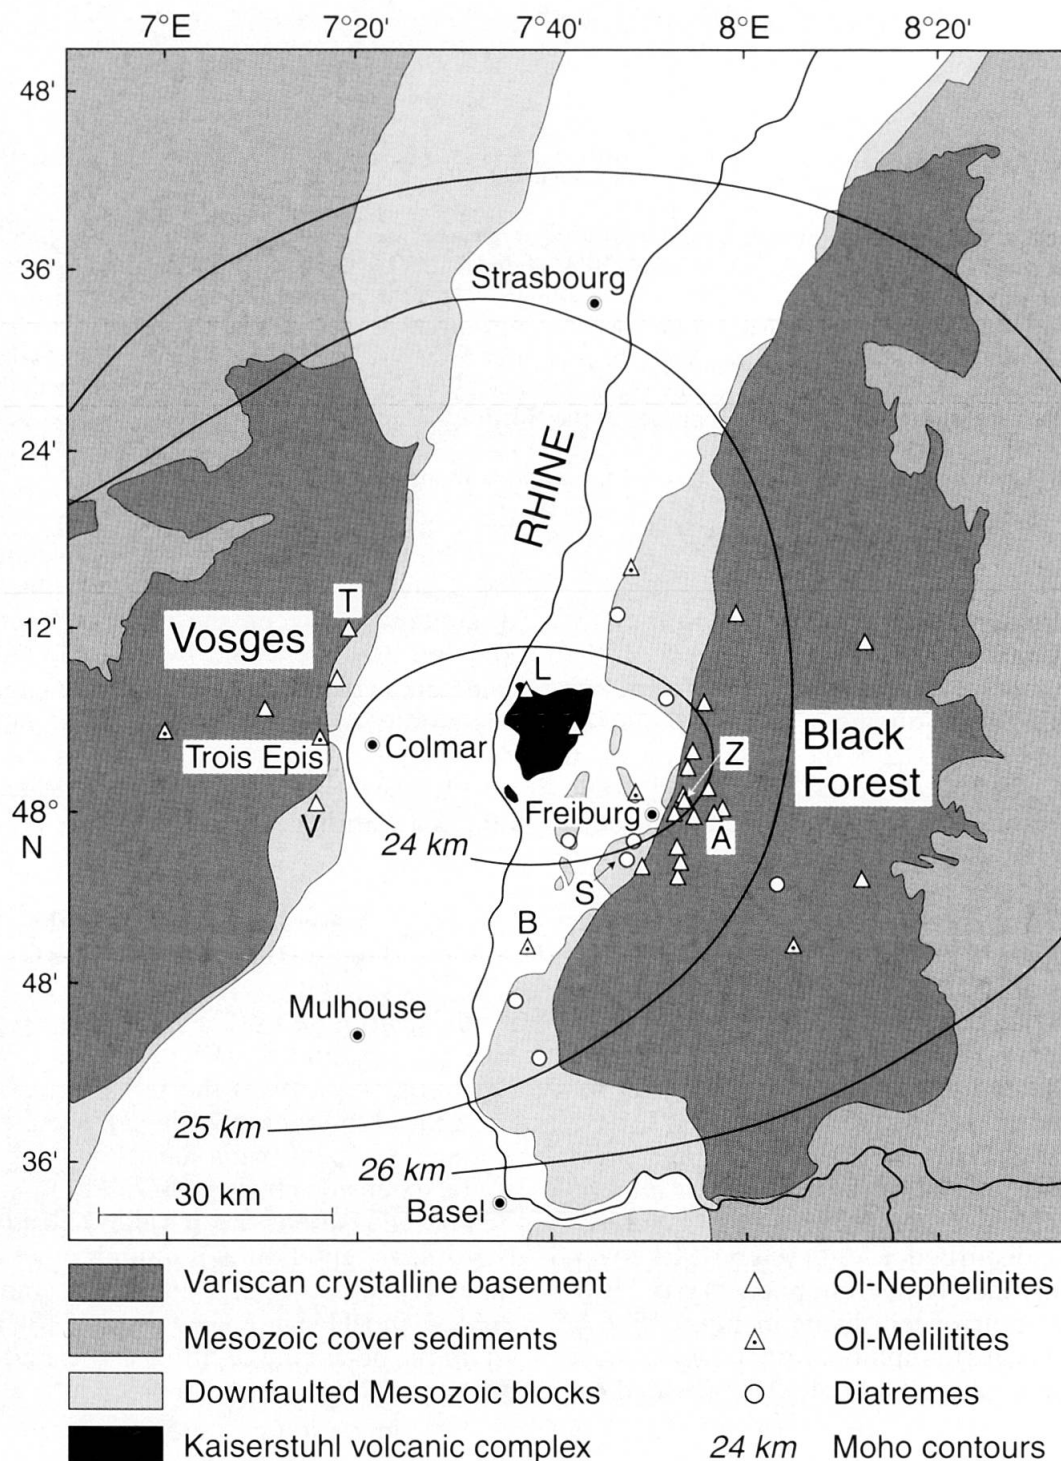 7°E 7°20' 7°40' 8°E 8°20'
48'
36'
24'
12'
48°
N
48'
36'
Strasbourg
RHINE
T
Vosges
L
Trois Epis
Colmar
Z
Black
Forest
V
Freiburg
A
24 km
S
B
Mulhouse
25 km
26 km
30 km
Basel
Variscan crystalline basement
Mesozoic cover sediments
Downfaulted Mesozoic blocks
Kaiserstuhl volcanic complex
Ol-Nephelinites
Ol-Melilitites
Diatremes
24 km Moho contours